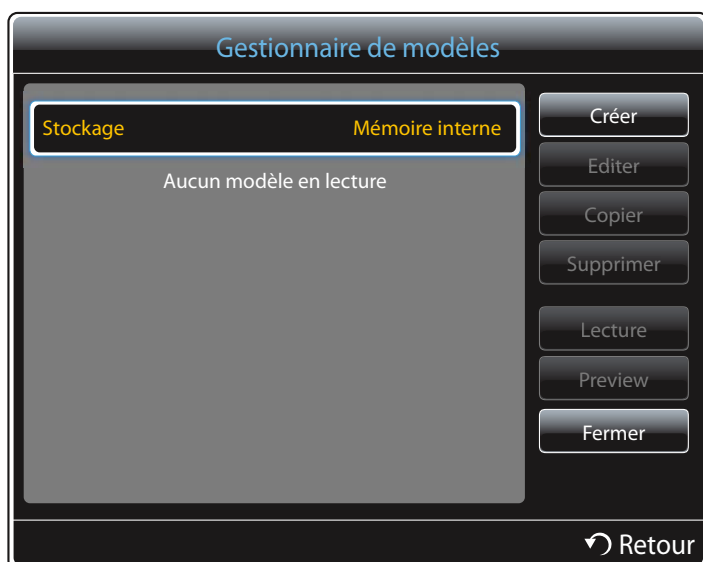 Gestionnaire de modèles
Stockage Mémoire interne
Aucun modèle en lecture
Créer
Editer
Copier
Supprimer
Lecture
Preview
Fermer
Retour